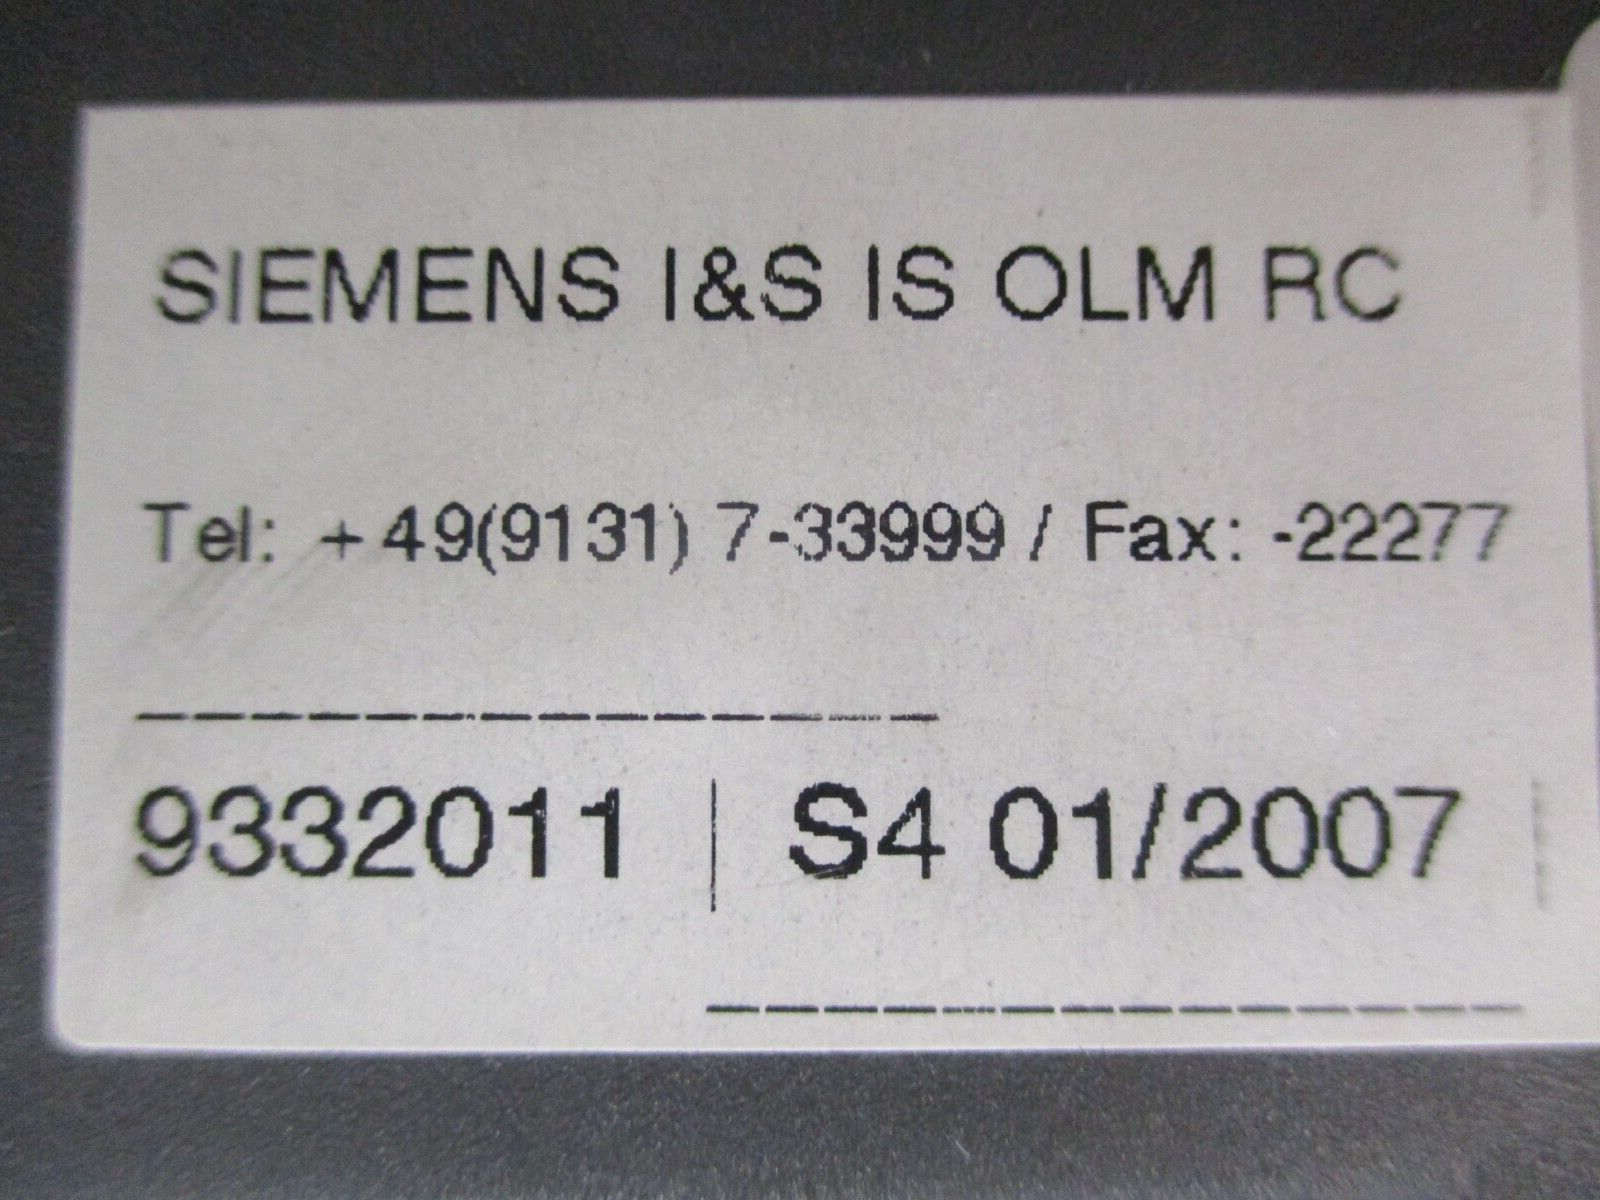 SIEMENS I&S IS OLM RC
Tel: +49(9131) 7-33999 / Fax: -22277
9332011 | S4 01/2007